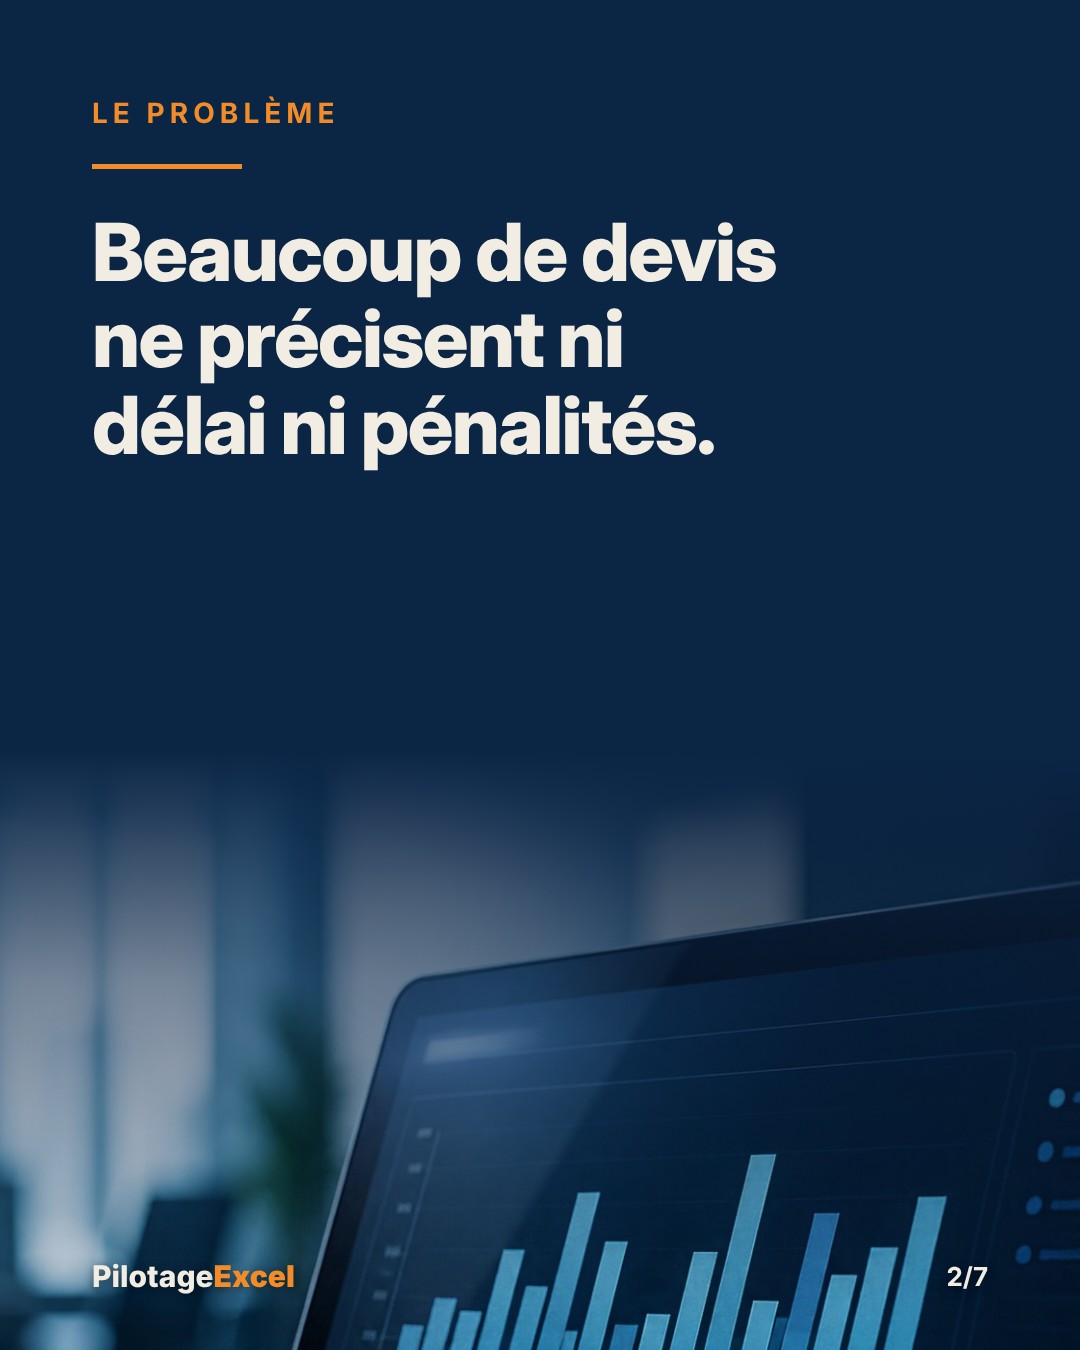 LE PROBLÈME
Beaucoup de devis
ne précisent ni
délai ni pénalités.
PilotageExcel
2/7